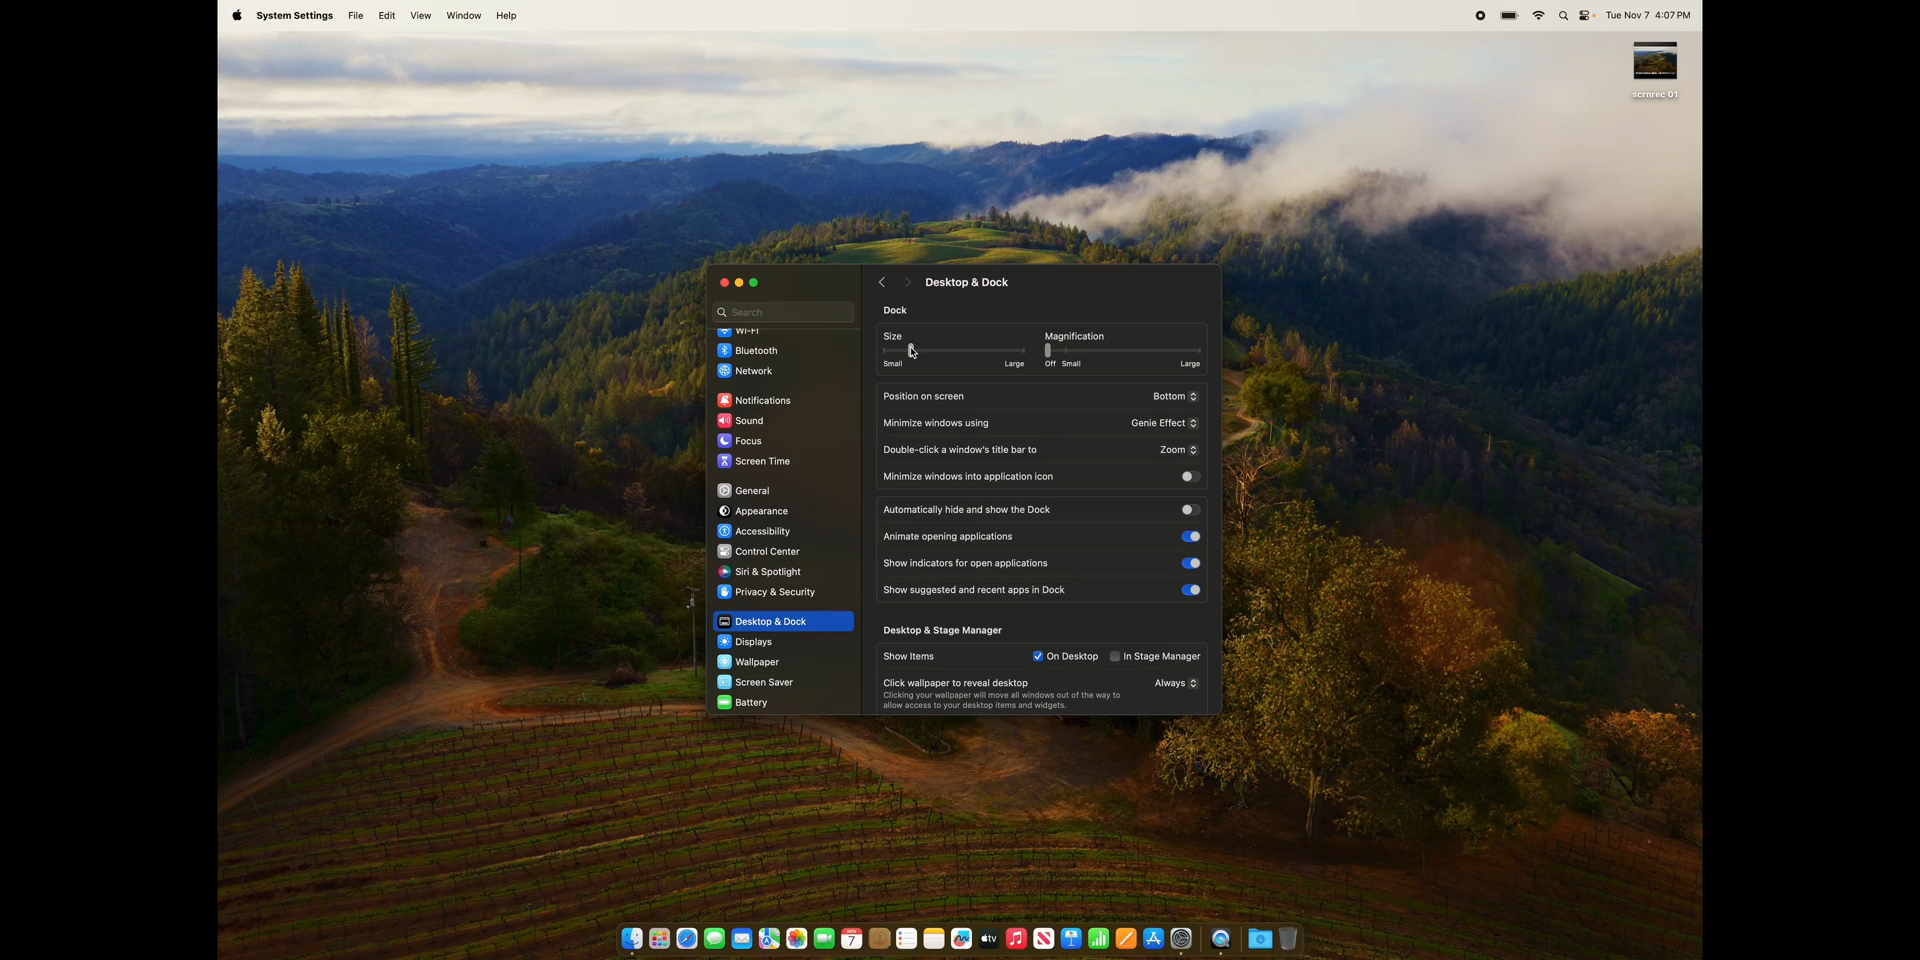 System Settings File Edit View Window Help Tue Nov 7 4:07 PM
scrnrec 01
Desktop & Dock
Search
Wi-Fi
Bluetooth
Network
Notifications
Sound
Focus
Screen Time
General
Appearance
Accessibility
Control Center
Siri & Spotlight
Privacy & Security
Desktop & Dock
Displays
Wallpaper
Screen Saver
Battery
Dock
Size Magnification
Small Large Off Small Large
Position on screen Bottom
Minimize windows using Genie Effect
Double-click a window's title bar to Zoom
Minimize windows into application icon
Automatically hide and show the Dock
Animate opening applications
Show indicators for open applications
Show suggested and recent apps in Dock
Desktop & Stage Manager
Show Items On Desktop In Stage Manager
Click wallpaper to reveal desktop Always
Clicking your wallpaper will move all windows out of the way to
allow access to your desktop items and widgets.
NOV
7
tv